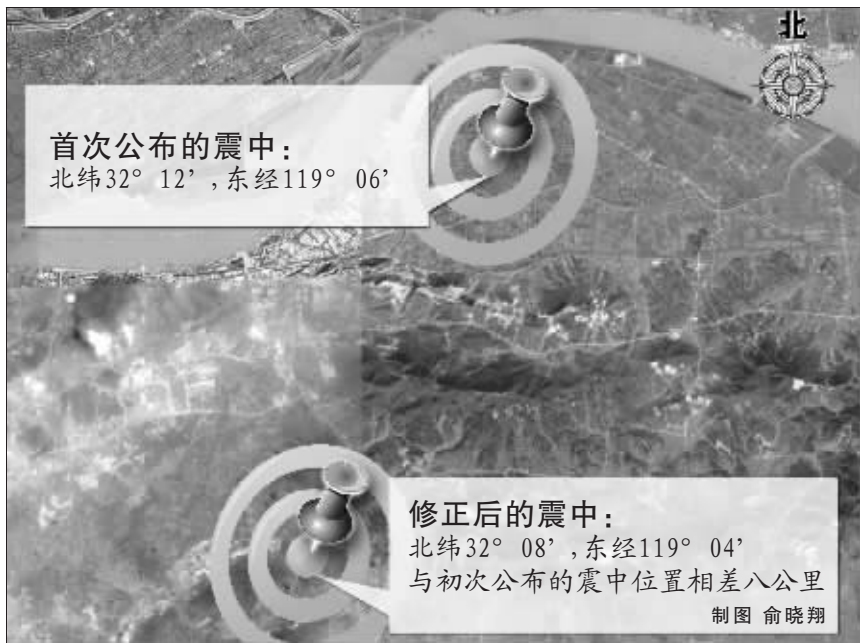 北
首次公布的震中：
北纬32° 12’,东经119° 06’
修正后的震中：
北纬32° 08’,东经119° 04’
与初次公布的震中位置相差八公里
制图 俞晓翔